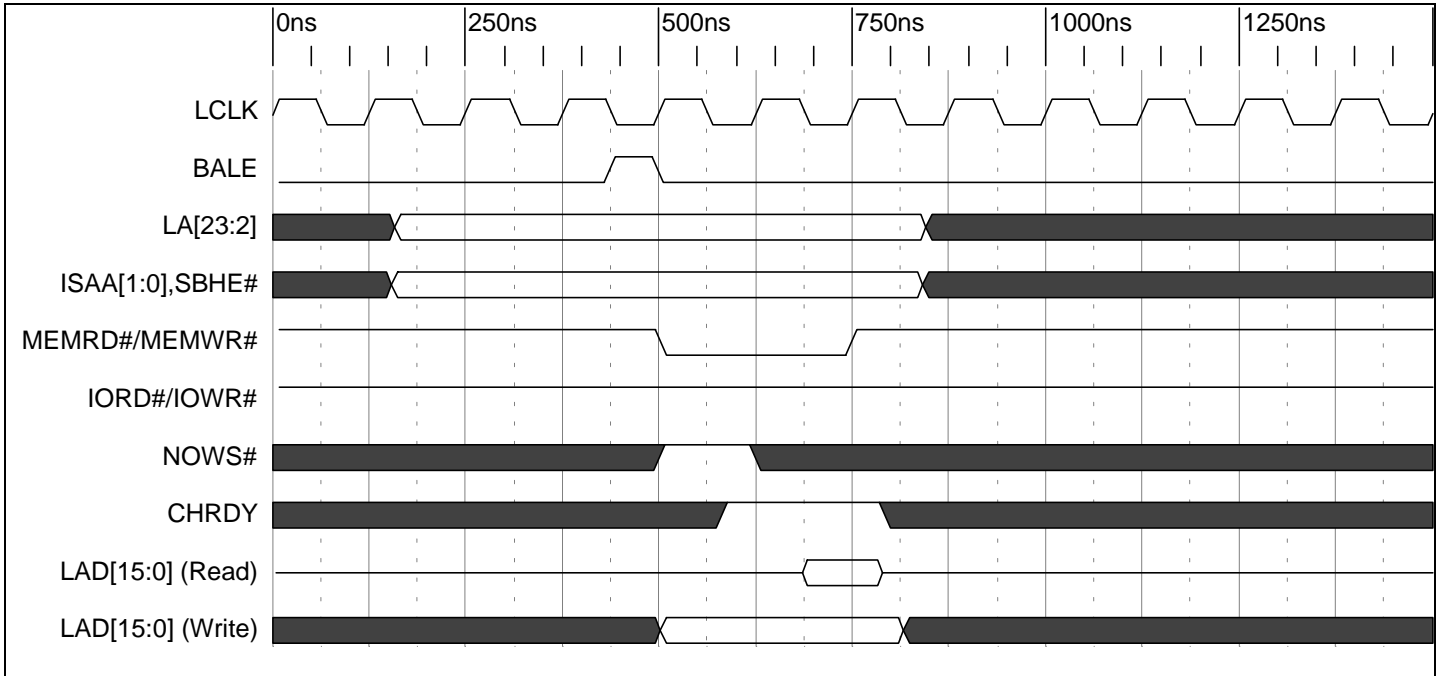 0ns 250ns 500ns 750ns 1000ns 1250ns
LCLK
BALE
LA[23:2]
ISAA[1:0],SBHE#
MEMRD#/MEMWR#
IORD#/IOWR#
NOWS#
CHRDY
LAD[15:0] (Read)
LAD[15:0] (Write)